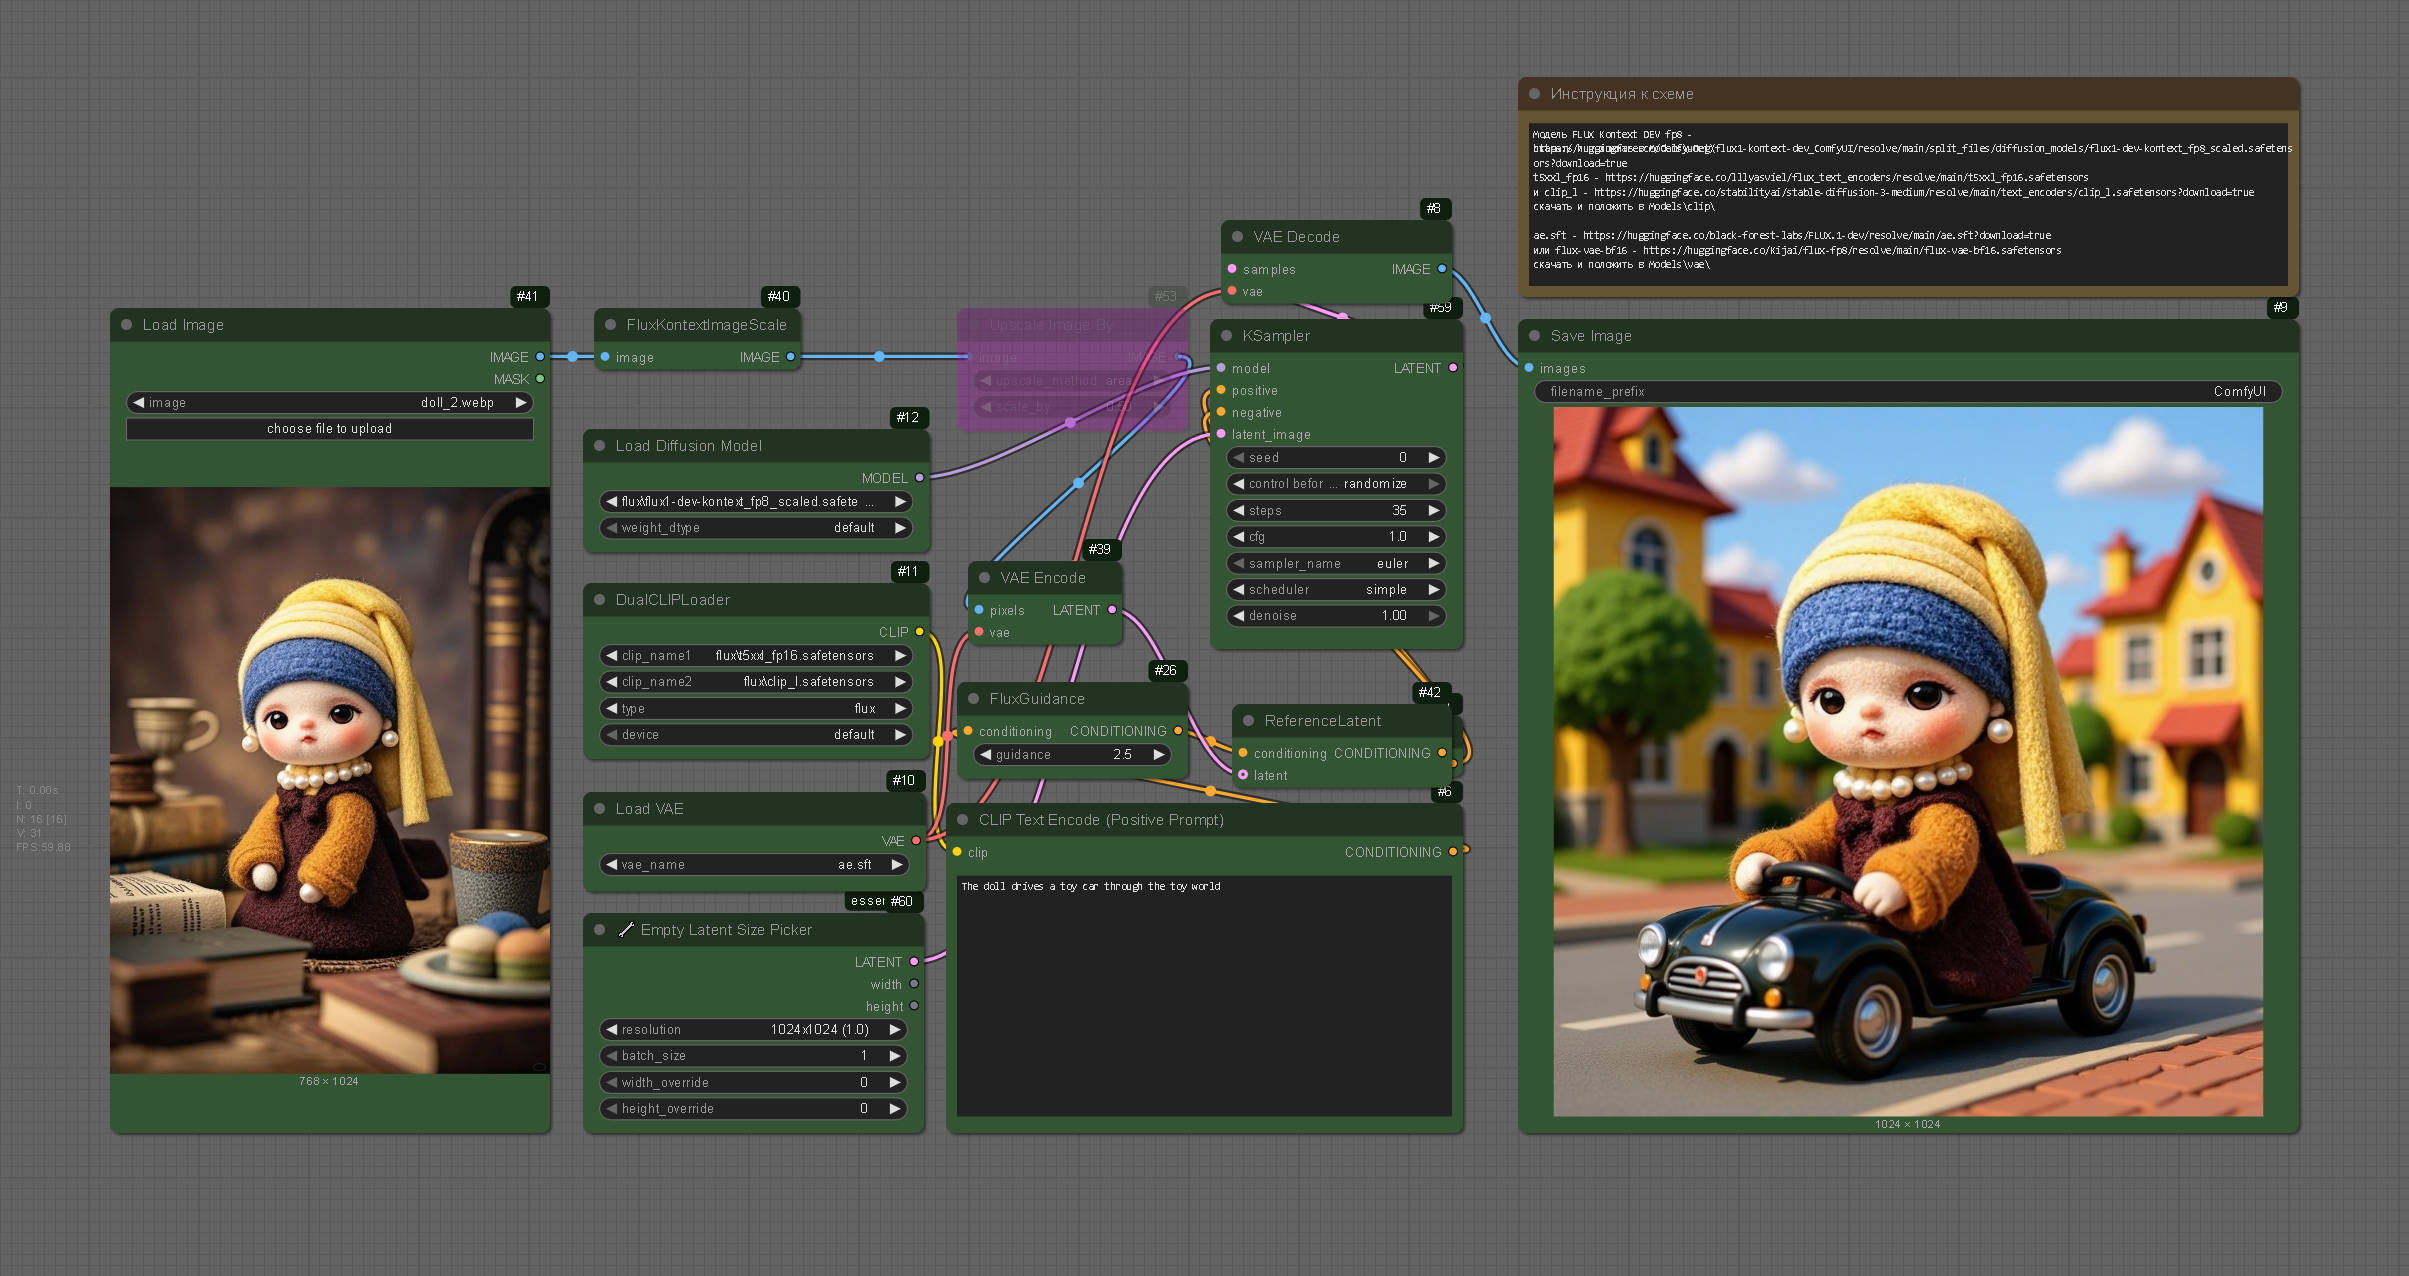 Инструкция к схеме
Модель FLUX Kontext DEV fp8 -
flux1-kontext-dev_ComfyUI/resolve/main/split_files/diffusion_models/flux1-dev-kontext_fp8_scaled.safetens
ors?download=true
t5xxl_fp16 - https://huggingface.co/lllyasviel/flux_text_encoders/resolve/main/t5xxl_fp16.safetensors
и clip_l - https://huggingface.co/stabilityai/stable-diffusion-3-medium/resolve/main/text_encoders/clip_l.safetensors?download=true
скачать и положить в Models\clip\
ae.sft - https://huggingface.co/black-forest-labs/FLUX.1-dev/resolve/main/ae.sft?download=true
или flux-vae-bf16 - https://huggingface.co/Kijai/flux-fp8/resolve/main/flux-vae-bf16.safetensors
скачать и положить в Models\vae\
#41
Load Image
IMAGE
MASK
image doll_2.webp
choose file to upload
768 × 1024
#40
FluxKontextImageScale
image IMAGE
#53
Upscale Image By
image IMAGE
upscale_method area
scale_by 0.50
#12
Load Diffusion Model
MODEL
flux\flux1-dev-kontext_fp8_scaled.safete ...
weight_dtype default
#11
DualCLIPLoader
CLIP
clip_name1 flux\t5xxl_fp16.safetensors
clip_name2 flux\clip_l.safetensors
type flux
device default
#10
Load VAE
VAE
vae_name ae.sft
esser #60
Empty Latent Size Picker
LATENT
width
height
resolution 1024x1024 (1.0)
batch_size 1
width_override 0
height_override 0
#8
VAE Decode
samples IMAGE
vae
#59
KSampler
model LATENT
positive
negative
latent_image
seed 0
control befor ... randomize
steps 35
cfg 1.0
sampler_name euler
scheduler simple
denoise 1.00
#39
VAE Encode
pixels LATENT
vae
#26
FluxGuidance
conditioning CONDITIONING
guidance 2.5
#42
ReferenceLatent
conditioning CONDITIONING
latent
#6
CLIP Text Encode (Positive Prompt)
clip CONDITIONING
The doll drives a toy car through the toy world
#9
Save Image
images
filename_prefix ComfyUI
1024 × 1024
T: 0.00s
I: 0
N: 16 [16]
V: 31
FPS:59.88